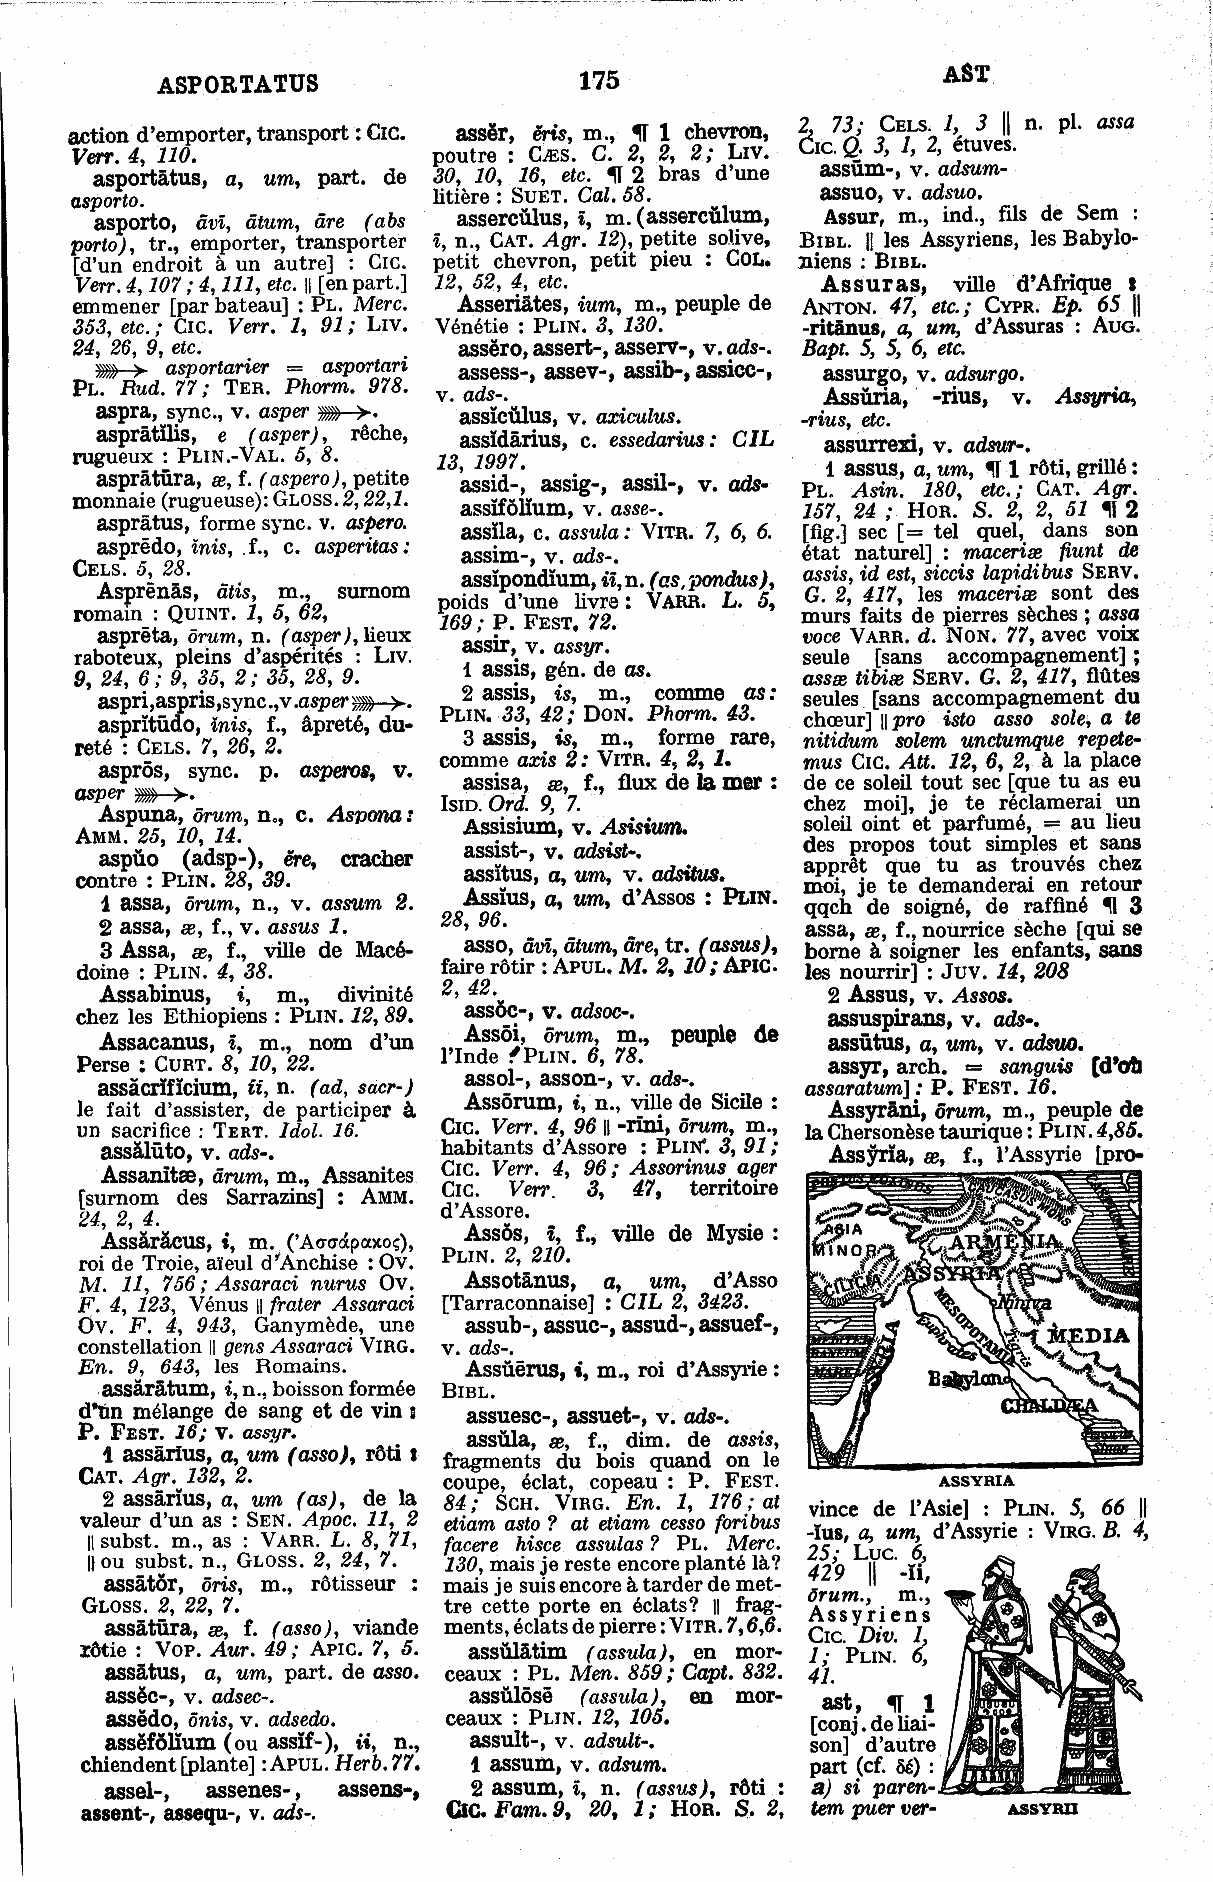 ASPORTATUS
175
AST
action d'emporter, transport : CIC.
Verr. 4, 110.
asportātus, a, um, part. de
asporto.
asporto, āvī, ātum, āre (abs
porto), tr., emporter, transporter
[d'un endroit à un autre] : CIC.
Verr. 4, 107 ; 4, 111, etc. || [en part.]
emmener [par bateau] : PL. Merc.
353, etc. ; CIC. Verr. 1, 91 ; LIV.
24, 26, 9, etc.
⟫⟶ asportarier = asportari
PL. Rud. 77 ; TER. Phorm. 978.
aspra, sync., v. asper ⟫⟶.
asprātĭlis, e (asper), rêche,
rugueux : PLIN.-VAL. 5, 8.
asprātūra, æ, f. (aspero), petite
monnaie (rugueuse): GLOSS. 2,22,1.
asprātus, forme sync. v. aspero.
asprēdo, ĭnis, f., c. asperitas :
CELS. 5, 28.
Asprēnās, ātis, m., surnom
romain : QUINT. 1, 5, 62,
asprēta, ōrum, n. (asper), lieux
raboteux, pleins d'aspérités : LIV.
9, 24, 6 ; 9, 35, 2 ; 35, 28, 9.
aspri, aspris, sync., v. asper ⟫⟶.
asprĭtūdo, ĭnis, f., âpreté, du-
reté : CELS. 7, 26, 2.
asprōs, sync. p. asperos, v.
asper ⟫⟶.
Aspuna, ōrum, n., c. Aspona :
AMM. 25, 10, 14.
aspŭo (adsp-), ĕre, cracher
contre : PLIN. 28, 39.
1 assa, ōrum, n., v. assum 2.
2 assa, æ, f., v. assus 1.
3 Assa, æ, f., ville de Macé-
doine : PLIN. 4, 38.
Assabinus, i, m., divinité
chez les Ethiopiens : PLIN. 12, 89.
Assacanus, ī, m., nom d'un
Perse : CURT. 8, 10, 22.
assăcrĭfĭcium, ĭi, n. (ad, sacr-)
le fait d'assister, de participer à
un sacrifice : TERT. Idol. 16.
assălūto, v. ads-.
Assanitæ, ārum, m., Assanites
[surnom des Sarrazins] : AMM.
24, 2, 4.
Assărăcus, i, m. (Ἀσσάρακος),
roi de Troie, aïeul d'Anchise : OV.
M. 11, 756 ; Assaraci nurus OV.
F. 4, 123, Vénus || frater Assaraci
OV. F. 4, 943, Ganymède, une
constellation || gens Assaraci VIRG.
En. 9, 643, les Romains.
assărātum, i, n., boisson formée
d'un mélange de sang et de vin :
P. FEST. 16 ; v. assyr.
1 assārĭus, a, um (asso), rôti :
CAT. Agr. 132, 2.
2 assārĭus, a, um (as), de la
valeur d'un as : SEN. Apoc. 11, 2
|| subst. m., as : VARR. L. 8, 71,
|| ou subst. n., GLOSS. 2, 24, 7.
assātŏr, ōris, m., rôtisseur :
GLOSS. 2, 22, 7.
assātūra, æ, f. (asso), viande
rôtie : VOP. Aur. 49 ; APIC. 7, 5.
assātus, a, um, part. de asso.
assĕc-, v. adsec-.
assĕdo, ōnis, v. adsedo.
assĕfŏlium (ou assĭf-), ĭi, n.,
chiendent [plante] : APUL. Herb. 77.
assel-, assenes-, assens-,
assent-, assequ-, v. ads-.
assĕr, ĕris, m., ¶ 1 chevron,
poutre : CÆS. C. 2, 2, 2 ; LIV.
30, 10, 16, etc. ¶ 2 bras d'une
litière : SUET. Cal. 58.
assercŭlus, ī, m. (assercŭlum,
ī, n., CAT. Agr. 12), petite solive,
petit chevron, petit pieu : COL.
12, 52, 4, etc.
Asseriātes, ium, m., peuple de
Vénétie : PLIN. 3, 130.
assĕro, assert-, asserv-, v. ads-.
assess-, assev-, assib-, assicc-,
v. ads-.
assĭcŭlus, v. axiculus.
assĭdārius, c. essedarius : CIL
13, 1997.
assid-, assig-, assil-, v. ads-
assĭfŏlĭum, v. asse-.
assĭla, c. assula : VITR. 7, 6, 6.
assim-, v. ads-.
assĭpondĭum, ĭī, n. (as, pondus),
poids d'une livre : VARR. L. 5,
169 ; P. FEST. 72.
assir, v. assyr.
1 assis, gén. de as.
2 assis, is, m., comme as :
PLIN. 33, 42 ; DON. Phorm. 43.
3 assis, is, m., forme rare,
comme axis 2 : VITR. 4, 2, 1.
assisa, æ, f., flux de la mer :
ISID. Ord. 9, 7.
Assisium, v. Asisium.
assist-, v. adsist-.
assĭtus, a, um, v. adsitus.
Assĭus, a, um, d'Assos : PLIN.
28, 96.
asso, āvī, ātum, āre, tr. (assus),
faire rôtir : APUL. M. 2, 10 ; APIC.
2, 42.
assŏc-, v. adsoc-.
Assōi, ōrum, m., peuple de
l'Inde : PLIN. 6, 78.
assol-, asson-, v. ads-.
Assōrum, i, n., ville de Sicile :
CIC. Verr. 4, 96 || -rīni, ōrum, m.,
habitants d'Assore : PLIN. 3, 91 ;
CIC. Verr. 4, 96 ; Assorinus ager
CIC. Verr. 3, 47, territoire
d'Assore.
Assŏs, ī, f., ville de Mysie :
PLIN. 2, 210.
Assotānus, a, um, d'Asso
[Tarraconnaise] : CIL 2, 3423.
assub-, assuc-, assud-, assuef-,
v. ads-.
Assŭērus, i, m., roi d'Assyrie :
BIBL.
assuesc-, assuet-, v. ads-.
assŭla, æ, f., dim. de assis,
fragments du bois quand on le
coupe, éclat, copeau : P. FEST.
84 ; SCH. VIRG. En. 1, 176 ; at
etiam asto ? at etiam cesso foribus
facere hisce assulas ? PL. Merc.
130, mais je reste encore planté là?
mais je suis encore à tarder de met-
tre cette porte en éclats? || frag-
ments, éclats de pierre : VITR. 7,6,6.
assŭlātim (assula), en mor-
ceaux : PL. Men. 859 ; Capt. 832.
assŭlōsē (assula), en mor-
ceaux : PLIN. 12, 105.
assult-, v. adsult-.
1 assum, v. adsum.
2 assum, ī, n. (assus), rôti :
CIC. Fam. 9, 20, 1 ; HOR. S. 2,
2, 73; CELS. 1, 3 || n. pl. assa
CIC. Q. 3, 1, 2, étuves.
assūm-, v. adsum-
assuo, v. adsuo.
Assur, m., ind., fils de Sem :
BIBL. || les Assyriens, les Babylo-
niens : BIBL.
Assuras, ville d'Afrique :
ANTON. 47, etc.; CYPR. Ep. 65 ||
-ritānus, a, um, d'Assuras : AUG.
Bapt. 5, 5, 6, etc.
assurgo, v. adsurgo.
Assŭria, -rius, v. Assyria,
-rius, etc.
assurrexi, v. adsur-.
1 assus, a, um, ¶ 1 rôti, grillé :
PL. Asin. 180, etc.; CAT. Agr.
157, 24 ; HOR. S. 2, 2, 51 ¶ 2
[fig.] sec [= tel quel, dans son
état naturel] : maceriæ fiunt de
assis, id est, siccis lapidibus SERV.
G. 2, 417, les maceriæ sont des
murs faits de pierres sèches ; assa
voce VARR. d. NON. 77, avec voix
seule [sans accompagnement] ;
assæ tibiæ SERV. G. 2, 417, flûtes
seules [sans accompagnement du
chœur] || pro isto asso sole, a te
nitidum solem unctumque repete-
mus CIC. Att. 12, 6, 2, à la place
de ce soleil tout sec [que tu as eu
chez moi], je te réclamerai un
soleil oint et parfumé, = au lieu
des propos tout simples et sans
apprêt que tu as trouvés chez
moi, je te demanderai en retour
qqch de soigné, de raffiné ¶ 3
assa, æ, f., nourrice sèche [qui se
borne à soigner les enfants, sans
les nourrir] : JUV. 14, 208
2 Assus, v. Assos.
assuspirans, v. ads-.
assūtus, a, um, v. adsuo.
assyr, arch. = sanguis [d'où
assaratum] : P. FEST. 16.
Assyrāni, ōrum, m., peuple de
la Chersonèse taurique : PLIN. 4,85.
Assўrĭa, æ, f., l'Assyrie [pro-
PONTUS EUXINUS
CAUCASUS MONS
CASPIUM MARE
ASIA
MINOR
ARMENIA
CILICIA
ASSYRIA
Niniva
MESOPOTAMIA
MEDIA
Euphrates
Tigris
MEDITER
RANEUM
MARE
SYRIA
Babylon
CHALDÆA
ASSYRIA
vince de l'Asie] : PLIN. 5, 66 ||
-ĭus, a, um, d'Assyrie : VIRG. B. 4,
25; LUC. 6,
429 || -ĭi,
ōrum., m.,
Assyriens
CIC. Div. 1,
1; PLIN. 6,
41.
ast, ¶ 1
[conj. de liai-
son] d'autre
part (cf. δέ) :
a) si paren-
tem puer ver-
ASSYRII